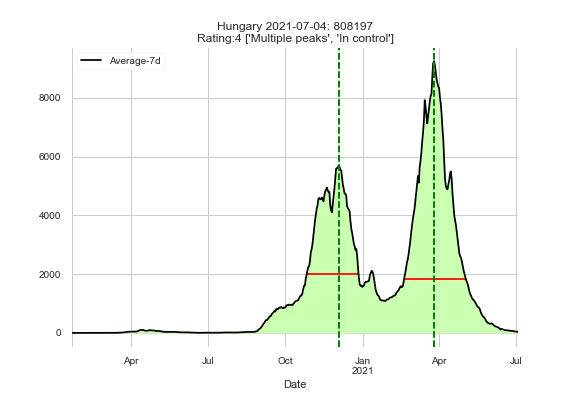 Hungary 2021-07-04: 808197
Rating:4 ['Multiple peaks', 'In control']
Average-7d
8000
6000
4000
2000
0
Apr
Jul
Oct
Jan
2021
Apr
Jul
Date